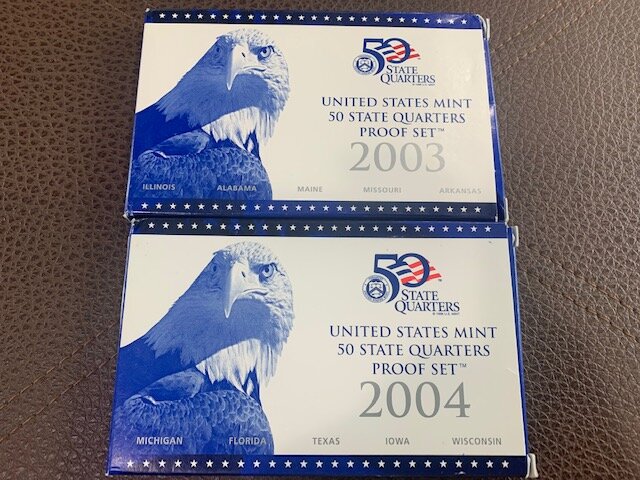 50
STATE
QUARTERS
UNITED STATES MINT
50 STATE QUARTERS
PROOF SET™
2003
ILLINOIS ALABAMA MAINE MISSOURI ARKANSAS
50
STATE
QUARTERS
UNITED STATES MINT
50 STATE QUARTERS
PROOF SET™
2004
MICHIGAN FLORIDA TEXAS IOWA WISCONSIN